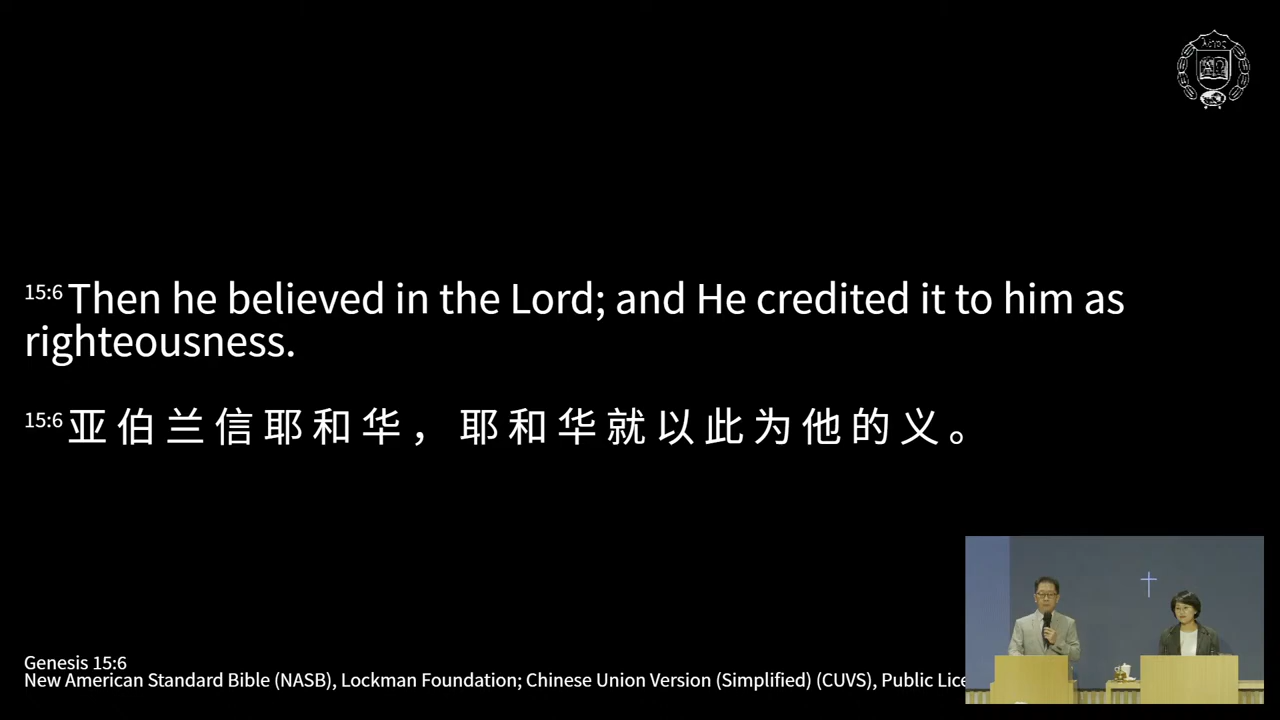 λόγος
15:6 Then he believed in the Lord; and He credited it to him as
righteousness.
15:6 亚伯兰信耶和华，耶和华就以此为他的义。
Genesis 15:6
New American Standard Bible (NASB), Lockman Foundation; Chinese Union Version (Simplified) (CUVS), Public Lice